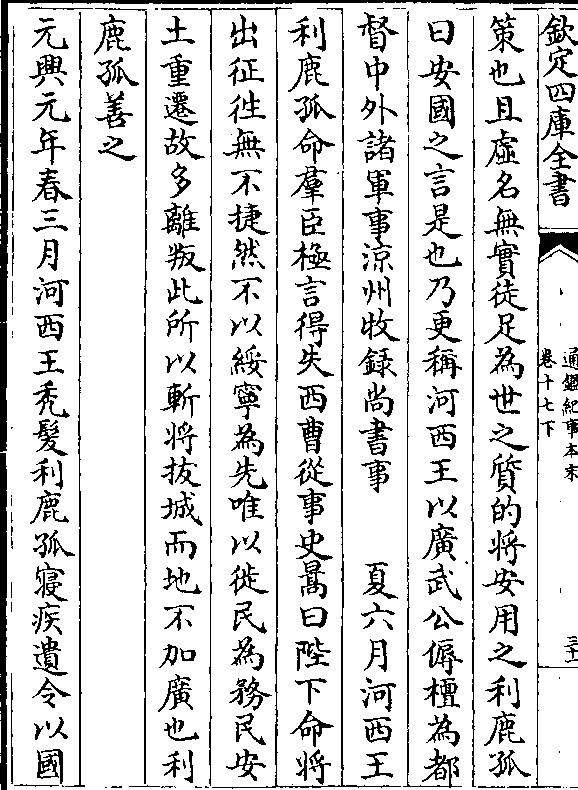 欽定四庫全書
通鑑紀事本末
卷十七下
三十一
策也且虛名無實徒足為世之質的將安用之利鹿孤
曰安國之言是也乃更稱河西王以廣武公傉檀為都
督中外諸軍事涼州牧録尚書事　夏六月河西王
利鹿孤命羣臣極言得失西曹從事史暠曰陛下命將
出征徃無不捷然不以綏寧為先唯以徙民為務民安
土重遷故多離叛此所以斬將拔城而地不加廣也利
鹿孤善之
元興元年春三月河西王秃髮利鹿孤寝疾遺令以國